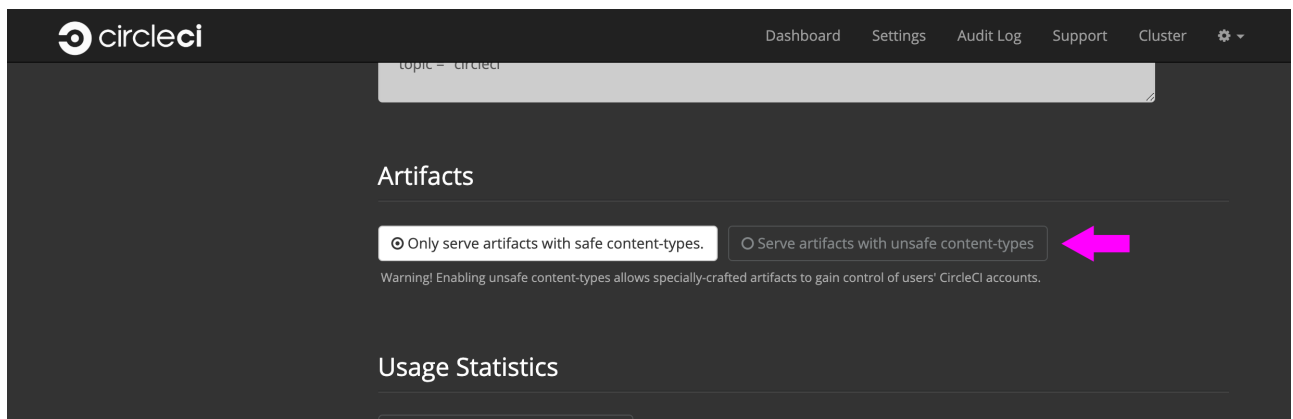 circleci
Dashboard Settings Audit Log Support Cluster
topic = "circleci"
Artifacts
Only serve artifacts with safe content-types. Serve artifacts with unsafe content-types
Warning! Enabling unsafe content-types allows specially-crafted artifacts to gain control of users' CircleCI accounts.
Usage Statistics